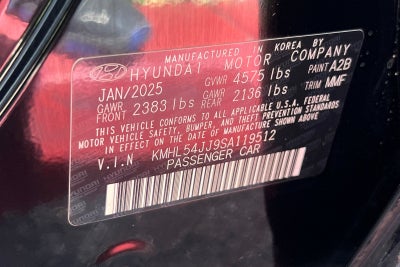 MANUFACTURED IN KOREA BY
HYUNDAI MOTOR COMPANY
JAN/2025 GVWR 4575 lbs PAINT A2B
GAWR FRONT 2383 lbs GAWR REAR 2136 lbs TRIM MMF
THIS VEHICLE CONFORMS TO ALL APPLICABLE U.S.A. FEDERAL
MOTOR VEHICLE SAFETY, BUMPER, AND THEFT PREVENTION STANDARDS
IN EFFECT ON THE DATE OF MANUFACTURE SHOWN ABOVE
V.I.N KMHL54JJ9SA119512
PASSENGER CAR